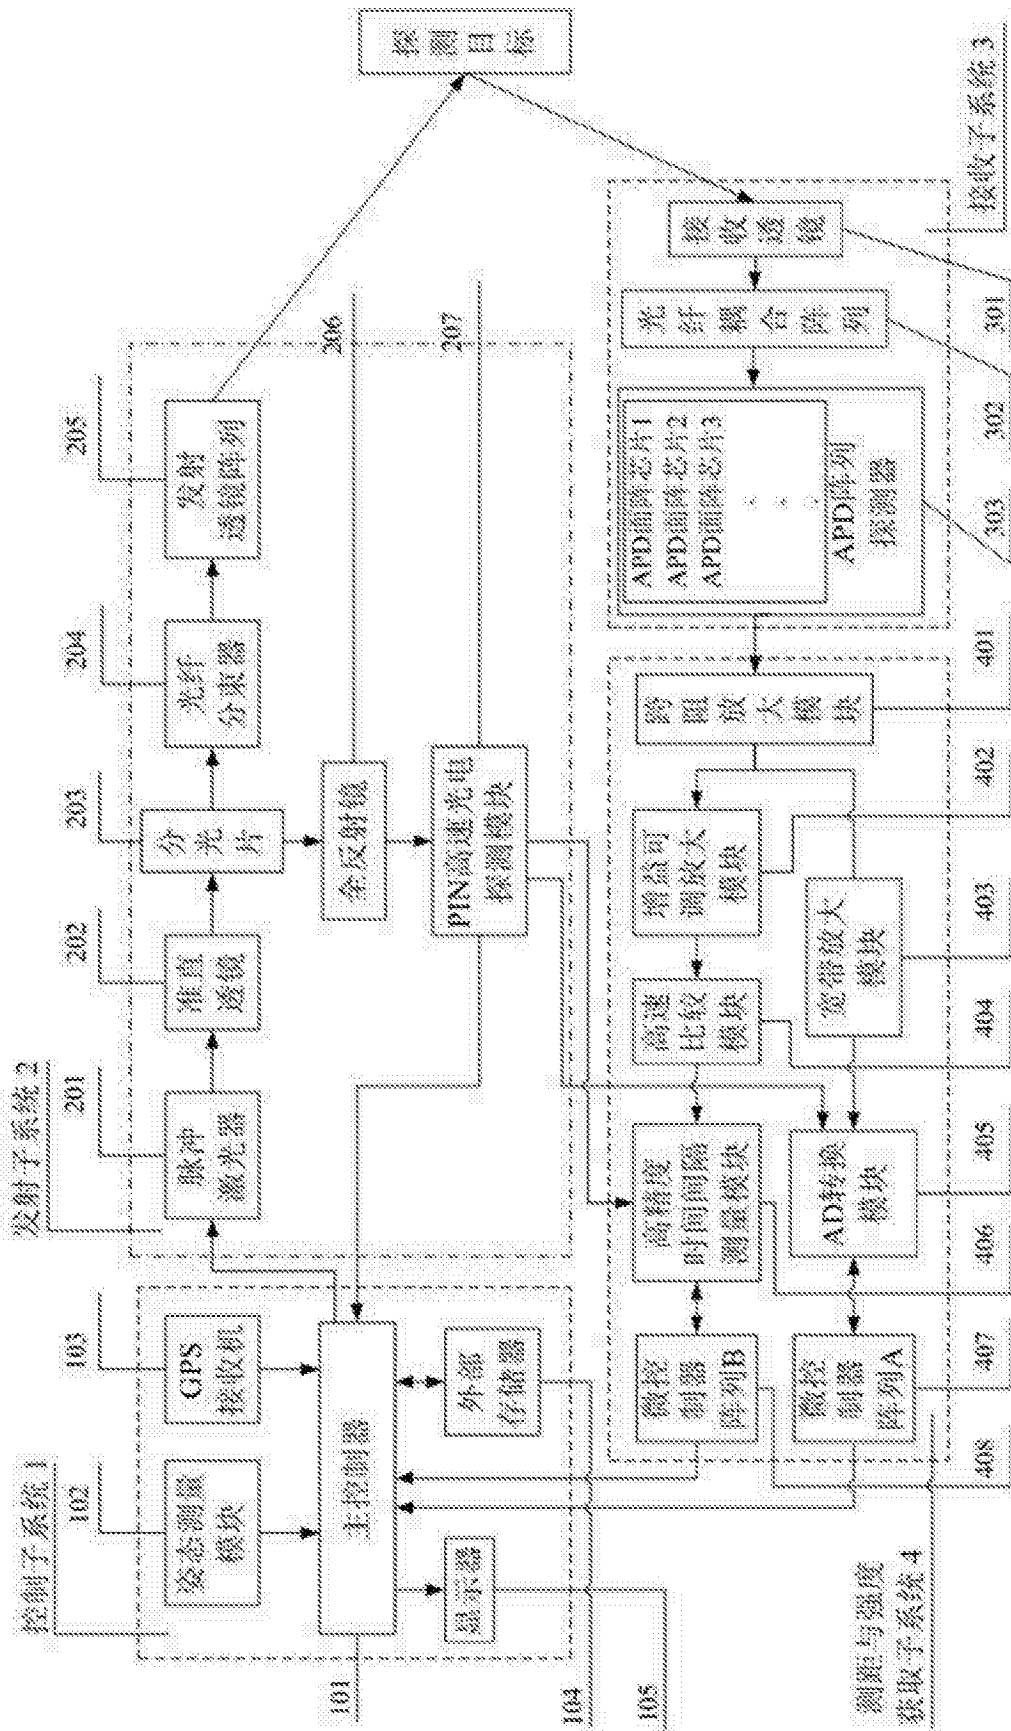 控制子系统1
102
103
姿态测量
模块
GPS
接收机
主控制器
显示器
外部
存储器
101
104
105
发射子系统2
201
202
203
204
205
脉冲
激光器
准直
透镜
分光片
光纤
分束器
发射
透镜阵列
全反射镜
206
PIN高速光电
探测模块
207
探测目标
微控
制器
阵列B
高精度
时间间隔
测量模块
高速
比较
模块
增益可
调放大
模块
跨阻放大模块
微控
制器
阵列A
AD转换
模块
宽带放大
模块
APD面阵芯片1
APD面阵芯片2
APD面阵芯片3
APD阵列
探测器
光纤耦合阵列
接收透镜
接收子系统3
测距与强度
获取子系统4
408
407
406
405
404
403
402
401
303
302
301